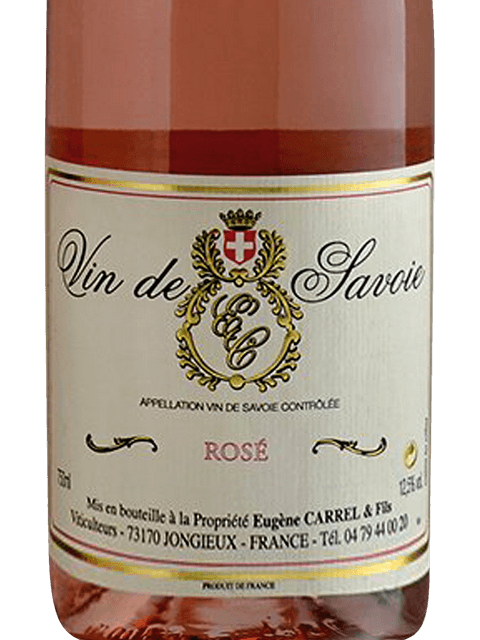 Vin de Savoie
EGC
APPELLATION VIN DE SAVOIE CONTRÔLÉE
ROSÉ
750ml
12,5% vol.
Mis en bouteille à la Propriété Eugène CARREL & Fils
Viticulteurs - 73170 JONGIEUX - FRANCE - Tél. 04 79 44 00 20
PRODUIT DE FRANCE